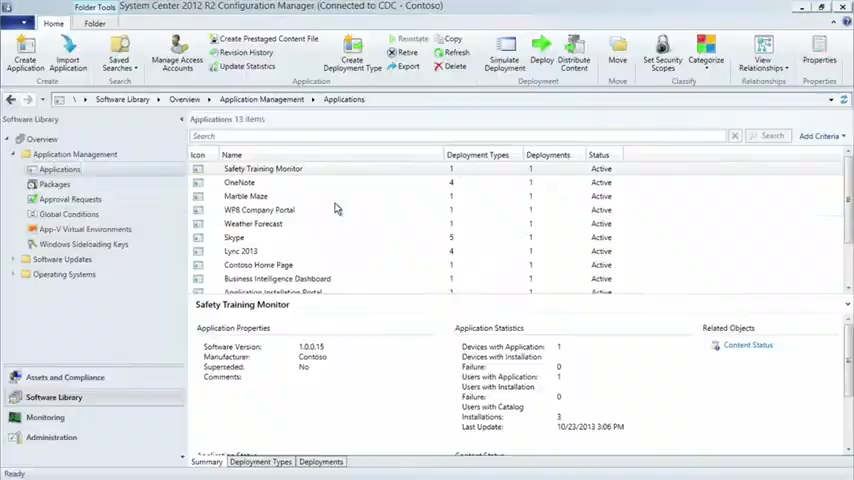 Folder Tools System Center 2012 R2 Configuration Manager (Connected to CDC - Contoso)
Home Folder
Create Application
Import Application
Create
Saved Searches
Search
Manage Access Accounts
Create Prestaged Content File
Revision History
Update Statistics
Application
Create Deployment Type
Reinstate
Retire
Export
Copy
Refresh
Delete
Simulate Deployment
Deploy
Distribute Content
Deployment
Move
Move
Set Security Scopes
Categorize
Classify
View Relationships
Relationships
Properties
Properties
\ Software Library Overview Application Management Applications
Software Library
Overview
Application Management
Applications
Packages
Approval Requests
Global Conditions
App-V Virtual Environments
Windows Sideloading Keys
Software Updates
Operating Systems
Assets and Compliance
Software Library
Monitoring
Administration
Applications 13 items
Search Search Add Criteria
Icon Name Deployment Types Deployments Status
Safety Training Monitor 1 1 Active
OneNote 4 1 Active
Marble Maze 1 1 Active
WP8 Company Portal 1 1 Active
Weather Forecast 1 1 Active
Skype 5 1 Active
Lync 2013 4 1 Active
Contoso Home Page 1 1 Active
Business Intelligence Dashboard 1 1 Active
Application Installation Portal 1 1 Active
Safety Training Monitor
Application Properties
Software Version: 1.0.0.15
Manufacturer: Contoso
Superseded: No
Comments:
Application Statistics
Devices with Application: 1
Devices with Installation
Failure: 0
Users with Application: 1
Users with Installation
Failure: 0
Users with Catalog
Installations: 3
Last Update: 10/23/2013 3:06 PM
Related Objects
Content Status
Application Status Content Status
Summary Deployment Types Deployments
Ready